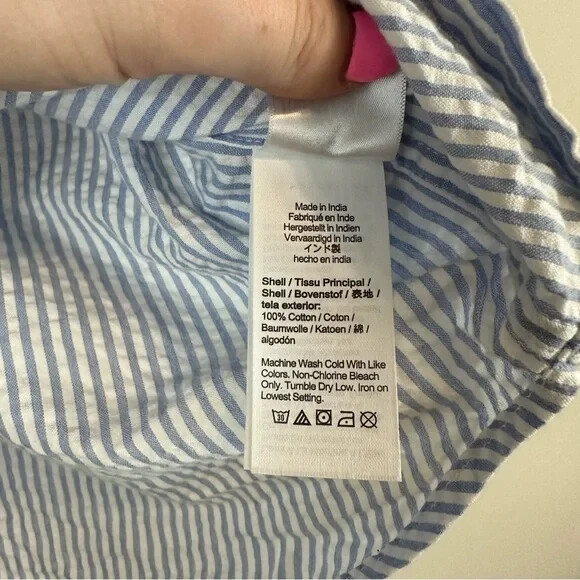 Made in India
Fabriqué en Inde
Hergestellt in Indien
Vervaardigd in India
インド製
hecho en india
Shell / Tissu Principal /
Shell / Bovenstof / 表地 /
tela exterior:
100% Cotton / Coton /
Baumwolle / Katoen / 綿 /
algodón
Machine Wash Cold With Like
Colors. Non-Chlorine Bleach
Only. Tumble Dry Low. Iron on
Lowest Setting.
30